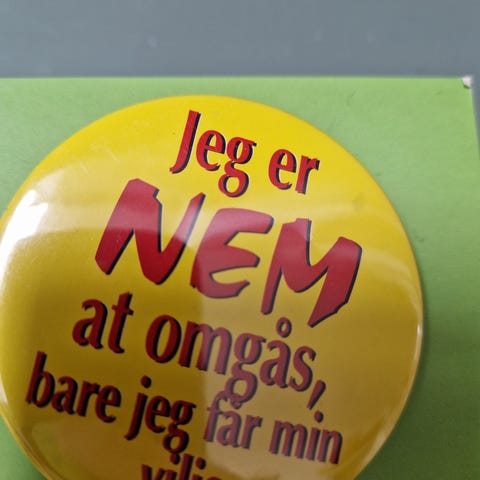 Jeg er
NEM
at omgås,
bare jeg får min